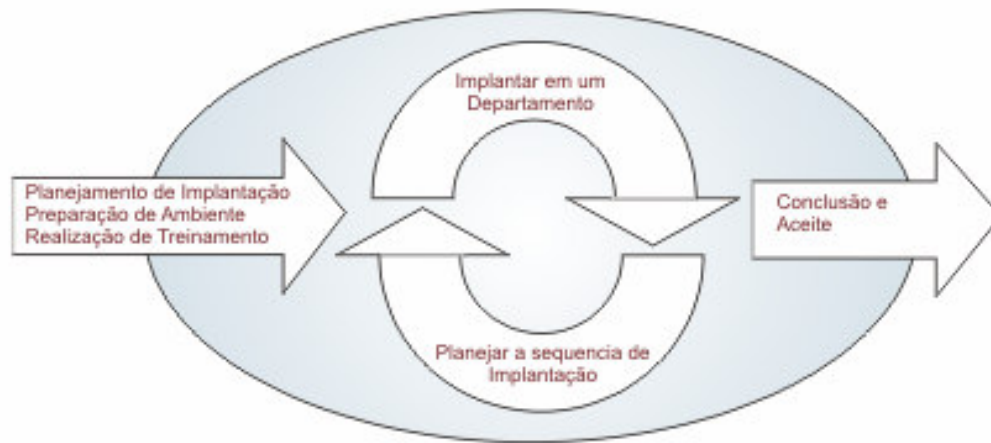 Implantar em um
Departamento
Planejamento de Implantação
Preparação de Ambiente
Realização de Treinamento
Conclusão e
Aceite
Planejar a sequencia de
Implantação